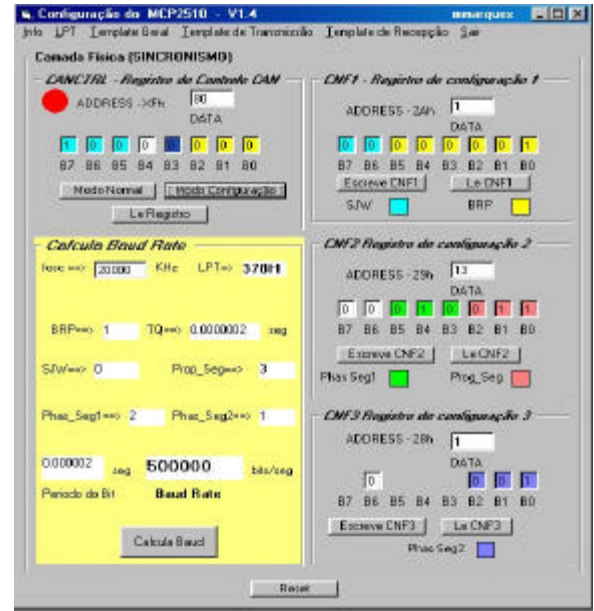 Configuração do MCP2510 - V1.4 mmarques
Info LPT Template Geral Template de Transmissão Template de Recepção Sair
Camada Física (SINCRONISMO)
CANCTRL - Registro de Controle CAN
ADDRESS - XFh 80
DATA
1 0 0 0 0 0 0 0
B7 B6 B5 B4 B3 B2 B1 B0
Modo Normal Modo Configuração
Le Registro
CNF1 - Registro de configuração 1
ADDRESS - 2Ah 1
DATA
0 0 0 0 0 0 0 1
B7 B6 B5 B4 B3 B2 B1 B0
Escreve CNF1 Le CNF1
SJW BRP
Calcula Baud Rate
fosc ==> 20000 KHz LPT=> 378H
BRP==> 1 TQ==> 0.0000002 seg
SJW==> 0 Prop_Seg==> 3
Phas_Seg1==> 2 Phas_Seg2==> 1
0.000002 seg 500000 bits/seg
Periodo do Bit Baud Rate
Calcula Baud
CNF2 Registro de configuração 2
ADDRESS - 29h 13
DATA
0 0 0 1 0 0 1 1
B7 B6 B5 B4 B3 B2 B1 B0
Escreve CNF2 Le CNF2
Phas Seg1 Prog_Seg
CNF3 Registro de configuração 3
ADDRESS - 28h 1
DATA
0 0 0 1
B7 B6 B5 B4 B3 B2 B1 B0
Escreve CNF3 Le CNF3
Phas Seg2
Reset